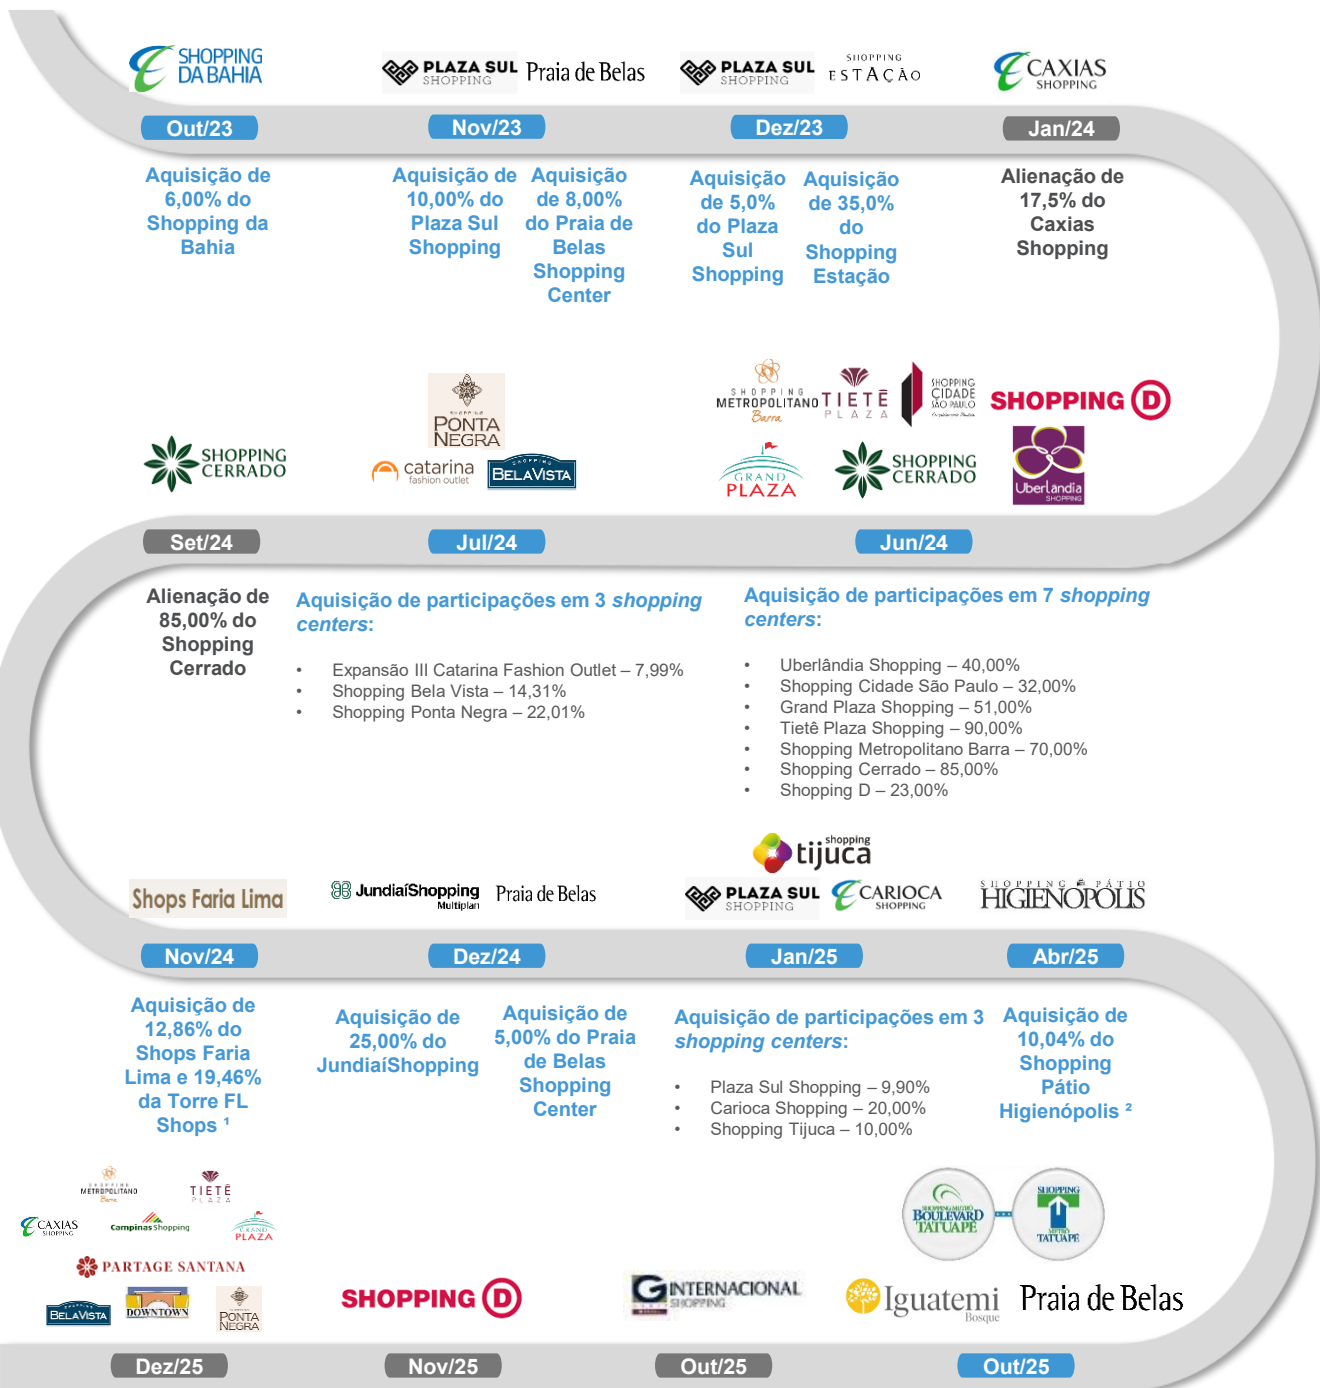 SHOPPING
DA BAHIA
PLAZA SUL
SHOPPING
Praia de Belas
PLAZA SUL
SHOPPING
SHOPPING
ESTAÇÃO
CAXIAS
SHOPPING
Out/23
Nov/23
Dez/23
Jan/24
Aquisição de
6,00% do
Shopping da
Bahia
Aquisição de
10,00% do
Plaza Sul
Shopping
Aquisição
de 8,00%
do Praia de
Belas
Shopping
Center
Aquisição
de 5,0%
do Plaza
Sul
Shopping
Aquisição
de 35,0%
do
Shopping
Estação
Alienação de
17,5% do
Caxias
Shopping
SHOPPING
CERRADO
SHOPPING
PONTA
NEGRA
catarina
fashion outlet
SHOPPING
BELAVISTA
SHOPPING
METROPOLITANO
Barra
TIETÊ
PLAZA
SHOPPING
CIDADE
SÃO PAULO
SHOPPING D
GRAND
PLAZA
SHOPPING
CERRADO
Uberlândia
SHOPPING
Set/24
Jul/24
Jun/24
Alienação de
85,00% do
Shopping
Cerrado
Aquisição de participações em 3 shopping
centers:
• Expansão III Catarina Fashion Outlet – 7,99%
• Shopping Bela Vista – 14,31%
• Shopping Ponta Negra – 22,01%
Aquisição de participações em 7 shopping
centers:
• Uberlândia Shopping – 40,00%
• Shopping Cidade São Paulo – 32,00%
• Grand Plaza Shopping – 51,00%
• Tietê Plaza Shopping – 90,00%
• Shopping Metropolitano Barra – 70,00%
• Shopping Cerrado – 85,00%
• Shopping D – 23,00%
Shops Faria Lima
JundiaíShopping
Multiplan
Praia de Belas
shopping
tijuca
PLAZA SUL
SHOPPING
CARIOCA
SHOPPING
SHOPPING PÁTIO
HIGIENÓPOLIS
Nov/24
Dez/24
Jan/25
Abr/25
Aquisição de
12,86% do
Shops Faria
Lima e 19,46%
da Torre FL
Shops ¹
Aquisição de
25,00% do
JundiaíShopping
Aquisição de
5,00% do Praia
de Belas
Shopping
Center
Aquisição de participações em 3
shopping centers:
• Plaza Sul Shopping – 9,90%
• Carioca Shopping – 20,00%
• Shopping Tijuca – 10,00%
Aquisição de
10,04% do
Shopping
Pátio
Higienópolis ²
SHOPPING
METROPOLITANO
Barra
TIETÊ
PLAZA
CAXIAS
SHOPPING
Campinas Shopping
GRAND
PLAZA
PARTAGE SANTANA
BELAVISTA
DOWNTOWN
PONTA
NEGRA
SHOPPING D
INTERNACIONAL
SHOPPING
SHOPPING METRÔ
BOULEVARD
TATUAPÉ
SHOPPING
METRÔ
TATUAPÉ
Iguatemi
Bosque
Praia de Belas
Dez/25
Nov/25
Out/25
Out/25